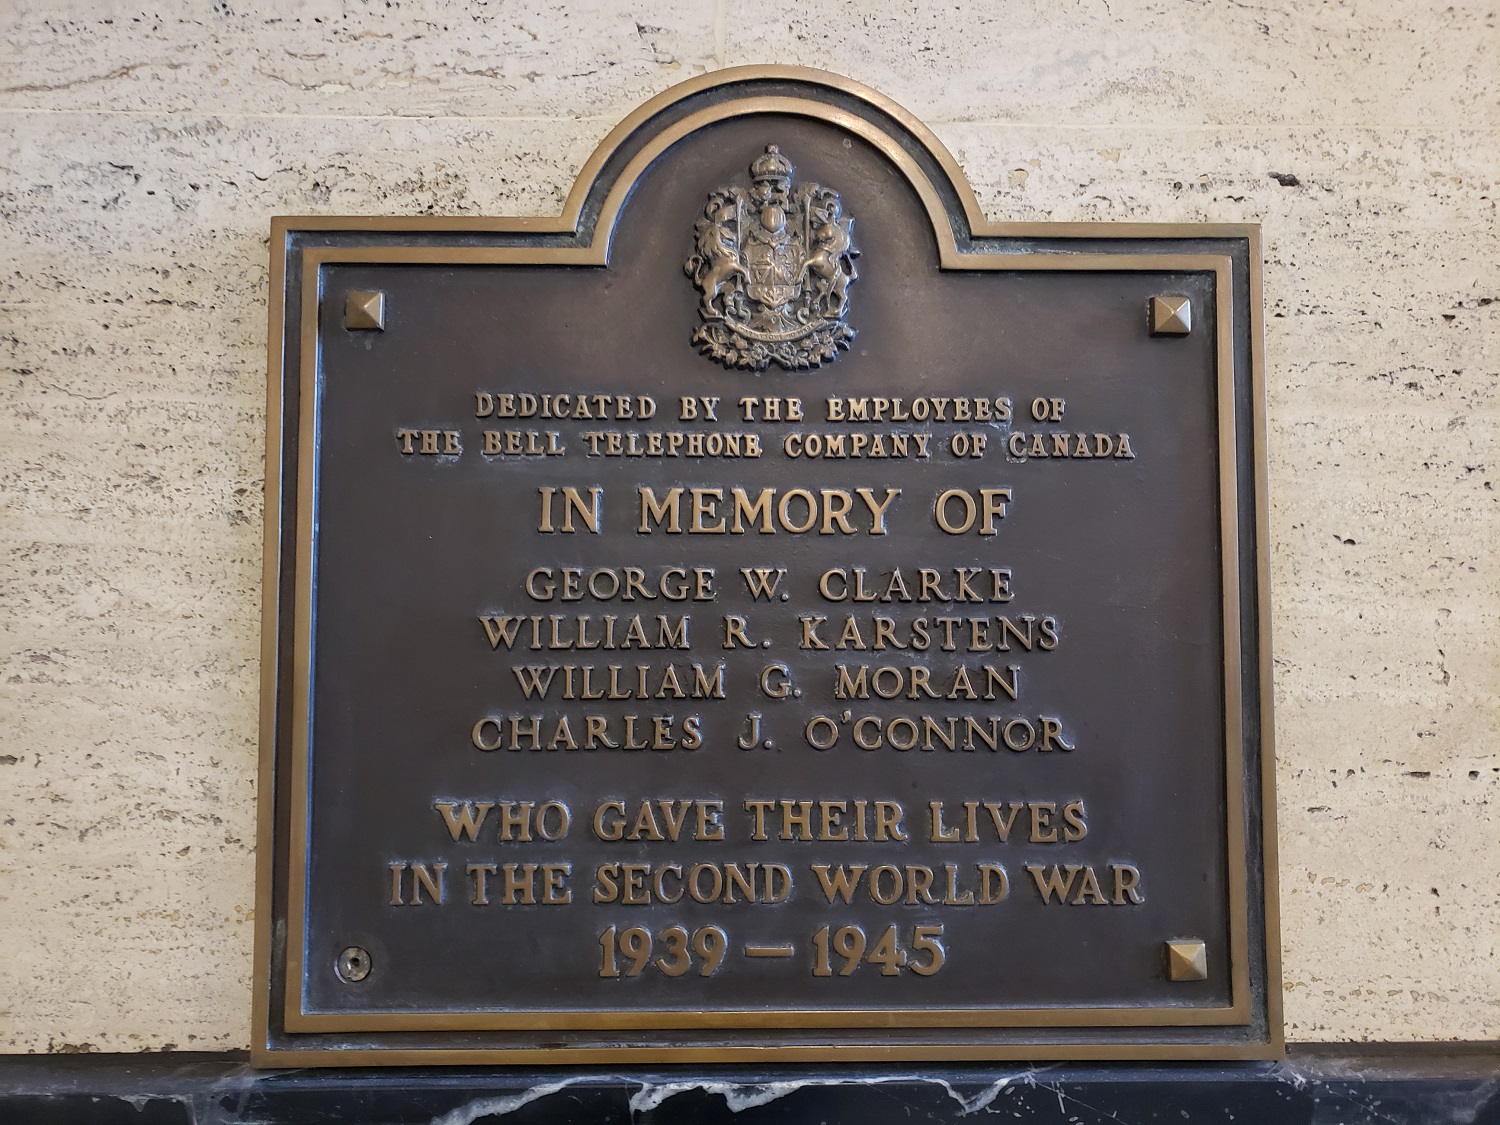 DEDICATED BY THE EMPLOYEES OF
THE BELL TELEPHONE COMPANY OF CANADA
IN MEMORY OF
GEORGE W. CLARKE
WILLIAM R. KARSTENS
WILLIAM G. MORAN
CHARLES J. O'CONNOR
WHO GAVE THEIR LIVES
IN THE SECOND WORLD WAR
1939 — 1945